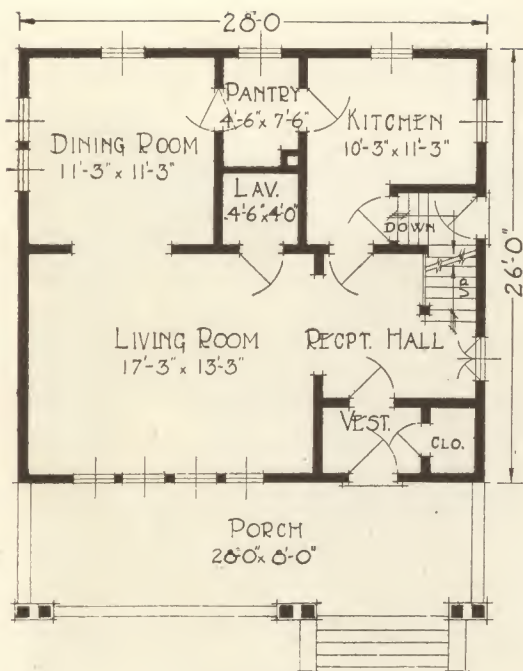 28'-0
PANTRY
4'-6" x 7'-6"
DINING ROOM
11'-3" x 11'-3"
KITCHEN
10'-3" x 11'-3"
LAV.
4'-6" x 4'-0"
DOWN
UP
26'-0"
LIVING ROOM
17'-3" x 13'-3"
RECPT. HALL
VEST.
CLO.
PORCH
28'-0" x 8'-0"